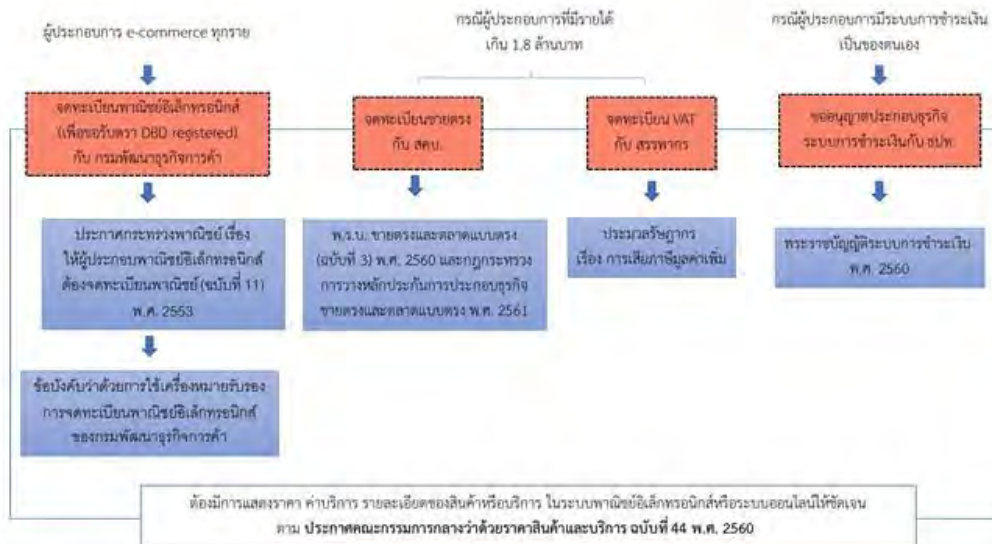 ผู้ประกอบการ e-commerce ทุกราย
กรณีผู้ประกอบการที่มีรายได้
เกิน 1.8 ล้านบาท
กรณีผู้ประกอบการมีระบบการชำระเงิน
เป็นของตนเอง
จดทะเบียนพาณิชย์อิเล็กทรอนิกส์
(เพื่อขอรับตรา DBD registered)
กับ กรมพัฒนาธุรกิจการค้า
จดทะเบียนขายตรง
กับ สคบ.
จดทะเบียน VAT
กับ สรรพากร
ขออนุญาตประกอบธุรกิจ
ระบบการชำระเงินกับ ธปท.
ประกาศกระทรวงพาณิชย์ เรื่อง
ให้ผู้ประกอบพาณิชย์อิเล็กทรอนิกส์
ต้องจดทะเบียนพาณิชย์ (ฉบับที่ 11)
พ.ศ. 2553
พ.ร.บ. ขายตรงและตลาดแบบตรง
(ฉบับที่ 3) พ.ศ. 2560 และกฎกระทรวง
การวางหลักประกันการประกอบธุรกิจ
ขายตรงและตลาดแบบตรง พ.ศ. 2561
ประมวลรัษฎากร
เรื่อง การเสียภาษีมูลค่าเพิ่ม
พระราชบัญญัติระบบการชำระเงิน
พ.ศ. 2560
ข้อบังคับว่าด้วยการใช้เครื่องหมายรับรอง
การจดทะเบียนพาณิชย์อิเล็กทรอนิกส์
ของกรมพัฒนาธุรกิจการค้า
ต้องมีการแสดงราคา ค่าบริการ รายละเอียดของสินค้าหรือบริการ ในระบบพาณิชย์อิเล็กทรอนิกส์หรือระบบออนไลน์ให้ชัดเจน
ตาม ประกาศคณะกรรมการกลางว่าด้วยราคาสินค้าและบริการ ฉบับที่ 44 พ.ศ. 2560